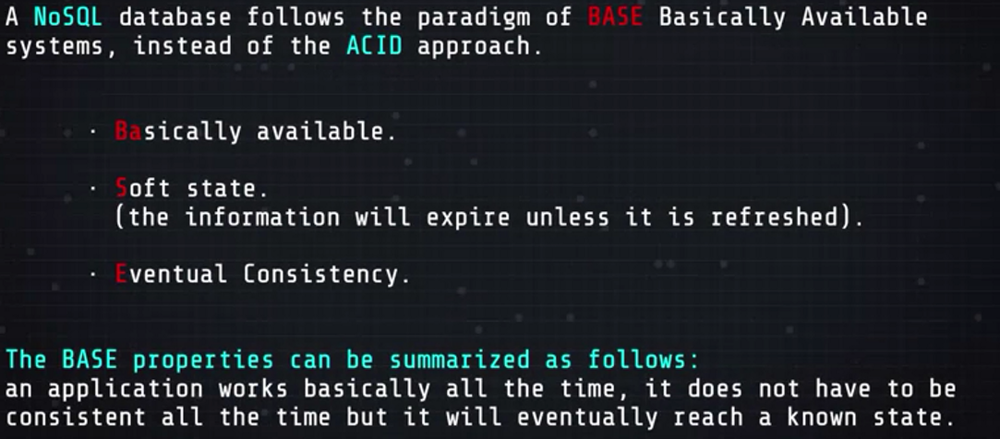 A NoSQL database follows the paradigm of BASE Basically Available
systems, instead of the ACID approach.
· Basically available.
· Soft state.
(the information will expire unless it is refreshed).
· Eventual Consistency.
The BASE properties can be summarized as follows:
an application works basically all the time, it does not have to be
consistent all the time but it will eventually reach a known state.